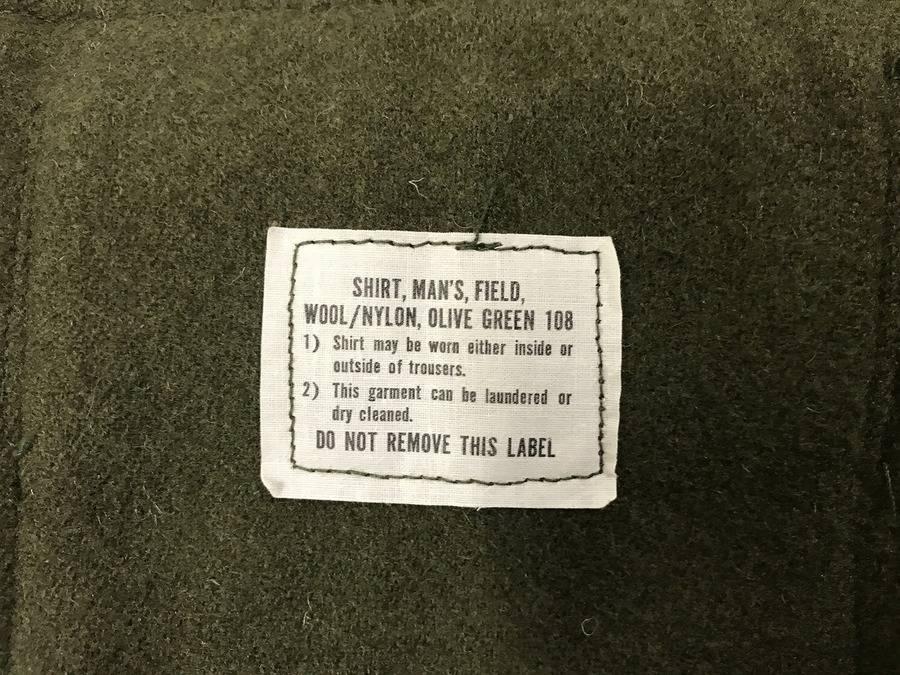 SHIRT, MAN'S, FIELD,
WOOL/NYLON, OLIVE GREEN 108
1) Shirt may be worn either inside or
outside of trousers.
2) This garment can be laundered or
dry cleaned.
DO NOT REMOVE THIS LABEL